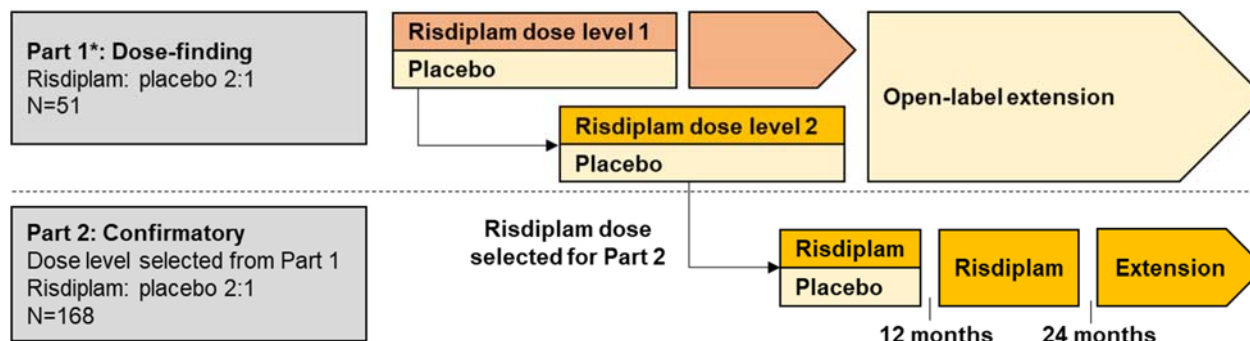 Part 1*: Dose-finding
Risdiplam: placebo 2:1
N=51
Risdiplam dose level 1
Placebo
Risdiplam dose level 2
Placebo
Open-label extension
Part 2: Confirmatory
Dose level selected from Part 1
Risdiplam: placebo 2:1
N=168
Risdiplam dose
selected for Part 2
Risdiplam
Placebo
Risdiplam
Extension
12 months
24 months